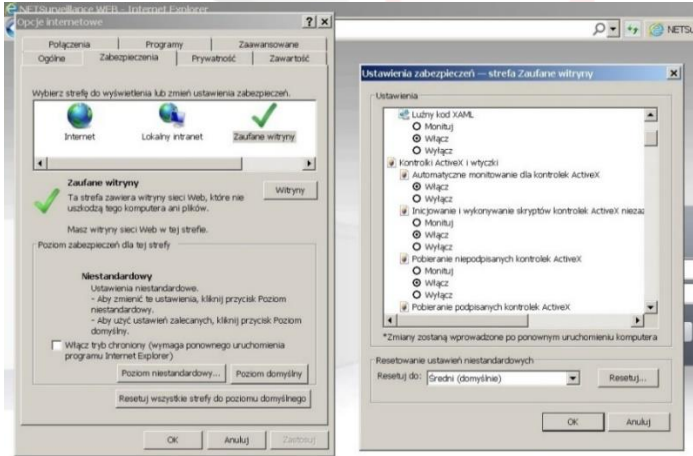 NETSurveillance WEB - Internet Explorer
Opcje internetowe
Połączenia Programy Zaawansowane
Ogólne Zabezpieczenia Prywatność Zawartość
Wybierz strefę do wyświetlenia lub zmień ustawienia zabezpieczeń.
Internet Lokalny intranet Zaufane witryny
Zaufane witryny
Ta strefa zawiera witryny sieci Web, które nie
uszkodzą tego komputera ani plików.
Witryny
Masz witryny sieci Web w tej strefie.
Poziom zabezpieczeń dla tej strefy
Niestandardowy
Ustawienia niestandardowe.
- Aby zmienić te ustawienia, kliknij przycisk Poziom
niestandardowy.
- Aby użyć ustawień zalecanych, kliknij przycisk Poziom
domyślny.
Włącz tryb chroniony (wymaga ponownego uruchomienia
programu Internet Explorer)
Poziom niestandardowy... Poziom domyślny
Resetuj wszystkie strefy do poziomu domyślnego
OK Anuluj Zastosuj
NETSu
Ustawienia zabezpieczeń — strefa Zaufane witryny
Ustawienia
Luźny kod XAML
Monituj
Włącz
Wyłącz
Kontrolki ActiveX i wtyczki
Automatyczne monitowanie dla kontrolek ActiveX
Włącz
Wyłącz
Inicjowanie i wykonywanie skryptów kontrolek ActiveX niezaz
Monituj
Włącz
Wyłącz
Pobieranie niepodpisanych kontrolek ActiveX
Monituj
Włącz
Wyłącz
Pobieranie podpisanych kontrolek ActiveX
*Zmiany zostaną wprowadzone po ponownym uruchomieniu komputera
Resetowanie ustawień niestandardowych
Resetuj do: Średni (domyślnie) Resetuj...
OK Anuluj